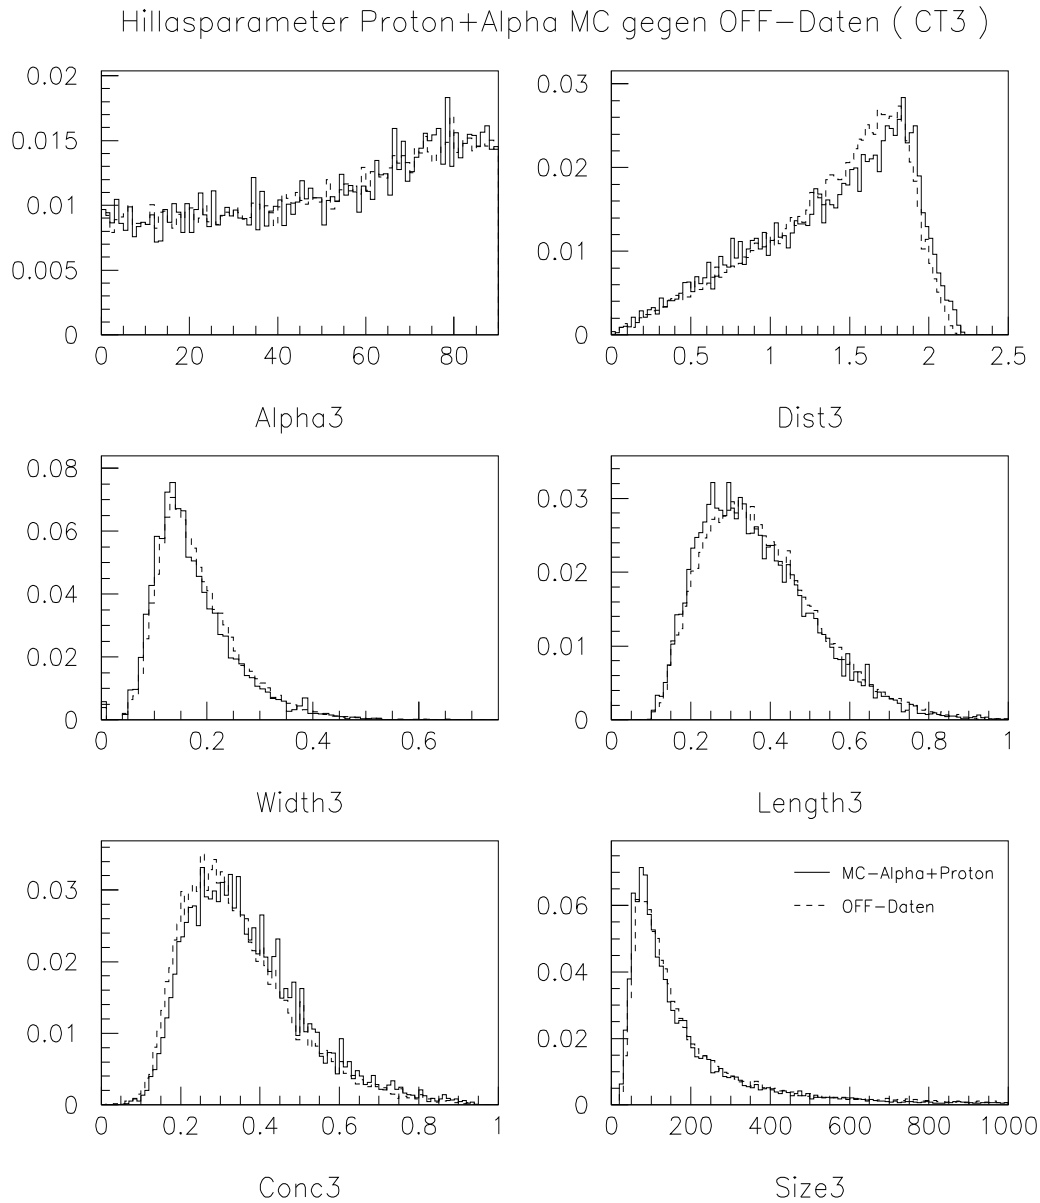 Hillasparameter Proton+Alpha MC gegen OFF-Daten ( CT3 )
0.02
0.015
0.01
0.005
0
0 20 40 60 80
Alpha3
0.03
0.02
0.01
0
0 0.5 1 1.5 2 2.5
Dist3
0.08
0.06
0.04
0.02
0
0 0.2 0.4 0.6
Width3
0.03
0.02
0.01
0
0 0.2 0.4 0.6 0.8 1
Length3
0.03
0.02
0.01
0
0 0.2 0.4 0.6 0.8 1
Conc3
MC-Alpha+Proton
OFF-Daten
0.06
0.04
0.02
0
0 200 400 600 800 1000
Size3